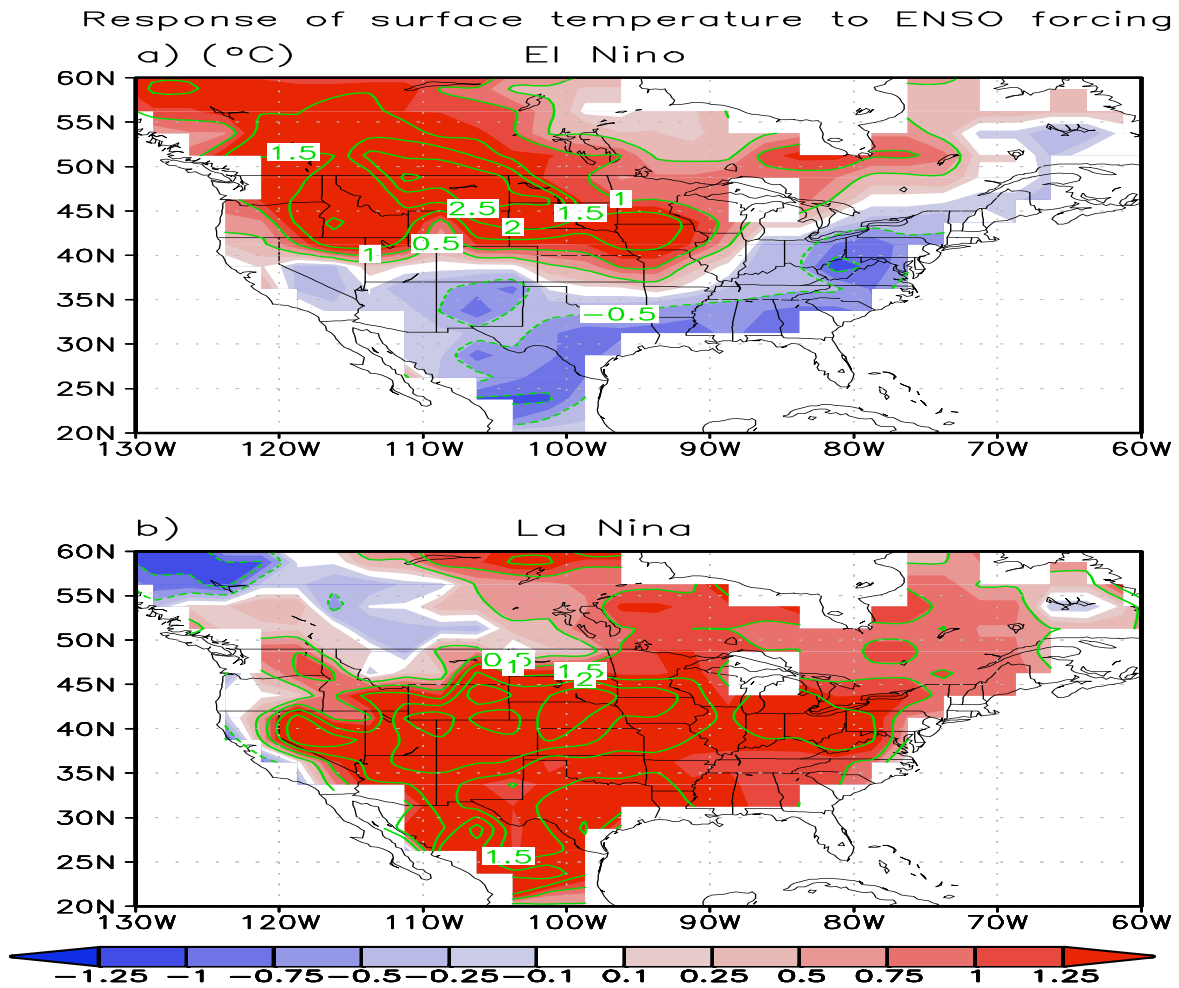 Response of surface temperature to ENSO forcing
a) (°C) El Nino
60N
55N
50N
45N
40N
35N
30N
25N
20N
1.5
2.5
2
1.5
1
0.5
1
−0.5
130W 120W 110W 100W 90W 80W 70W 60W
b) La Nina
60N
55N
50N
45N
40N
35N
30N
25N
20N
0.5
1
1.5
2
1.5
130W 120W 110W 100W 90W 80W 70W 60W
−1.25 −1 −0.75 −0.5 −0.25 −0.1 0.1 0.25 0.5 0.75 1 1.25